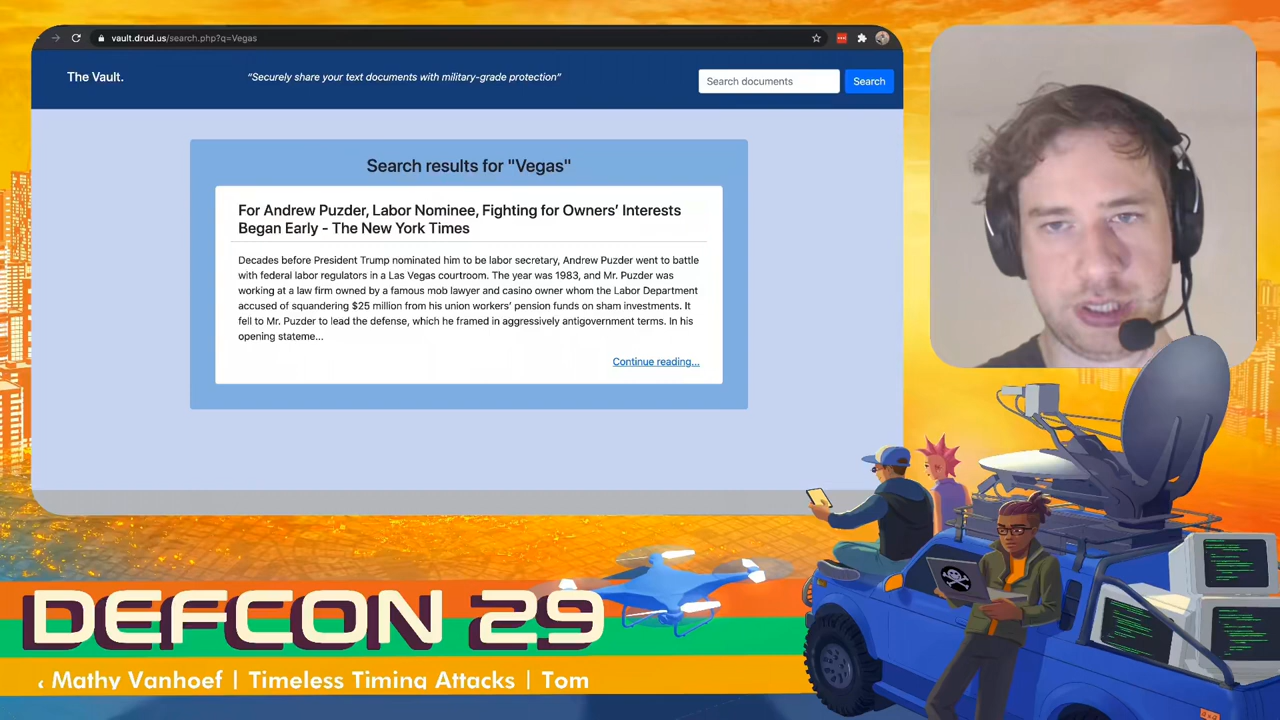 vault.drud.us/search.php?q=Vegas
The Vault.
“Securely share your text documents with military-grade protection”
Search documents
Search
Search results for "Vegas"
For Andrew Puzder, Labor Nominee, Fighting for Owners’ Interests
Began Early - The New York Times
Decades before President Trump nominated him to be labor secretary, Andrew Puzder went to battle
with federal labor regulators in a Las Vegas courtroom. The year was 1983, and Mr. Puzder was
working at a law firm owned by a famous mob lawyer and casino owner whom the Labor Department
accused of squandering $25 million from his union workers’ pension funds on sham investments. It
fell to Mr. Puzder to lead the defense, which he framed in aggressively antigovernment terms. In his
opening stateme...
Continue reading...
DEFCON 29
Mathy Vanhoef | Timeless Timing Attacks | Tom